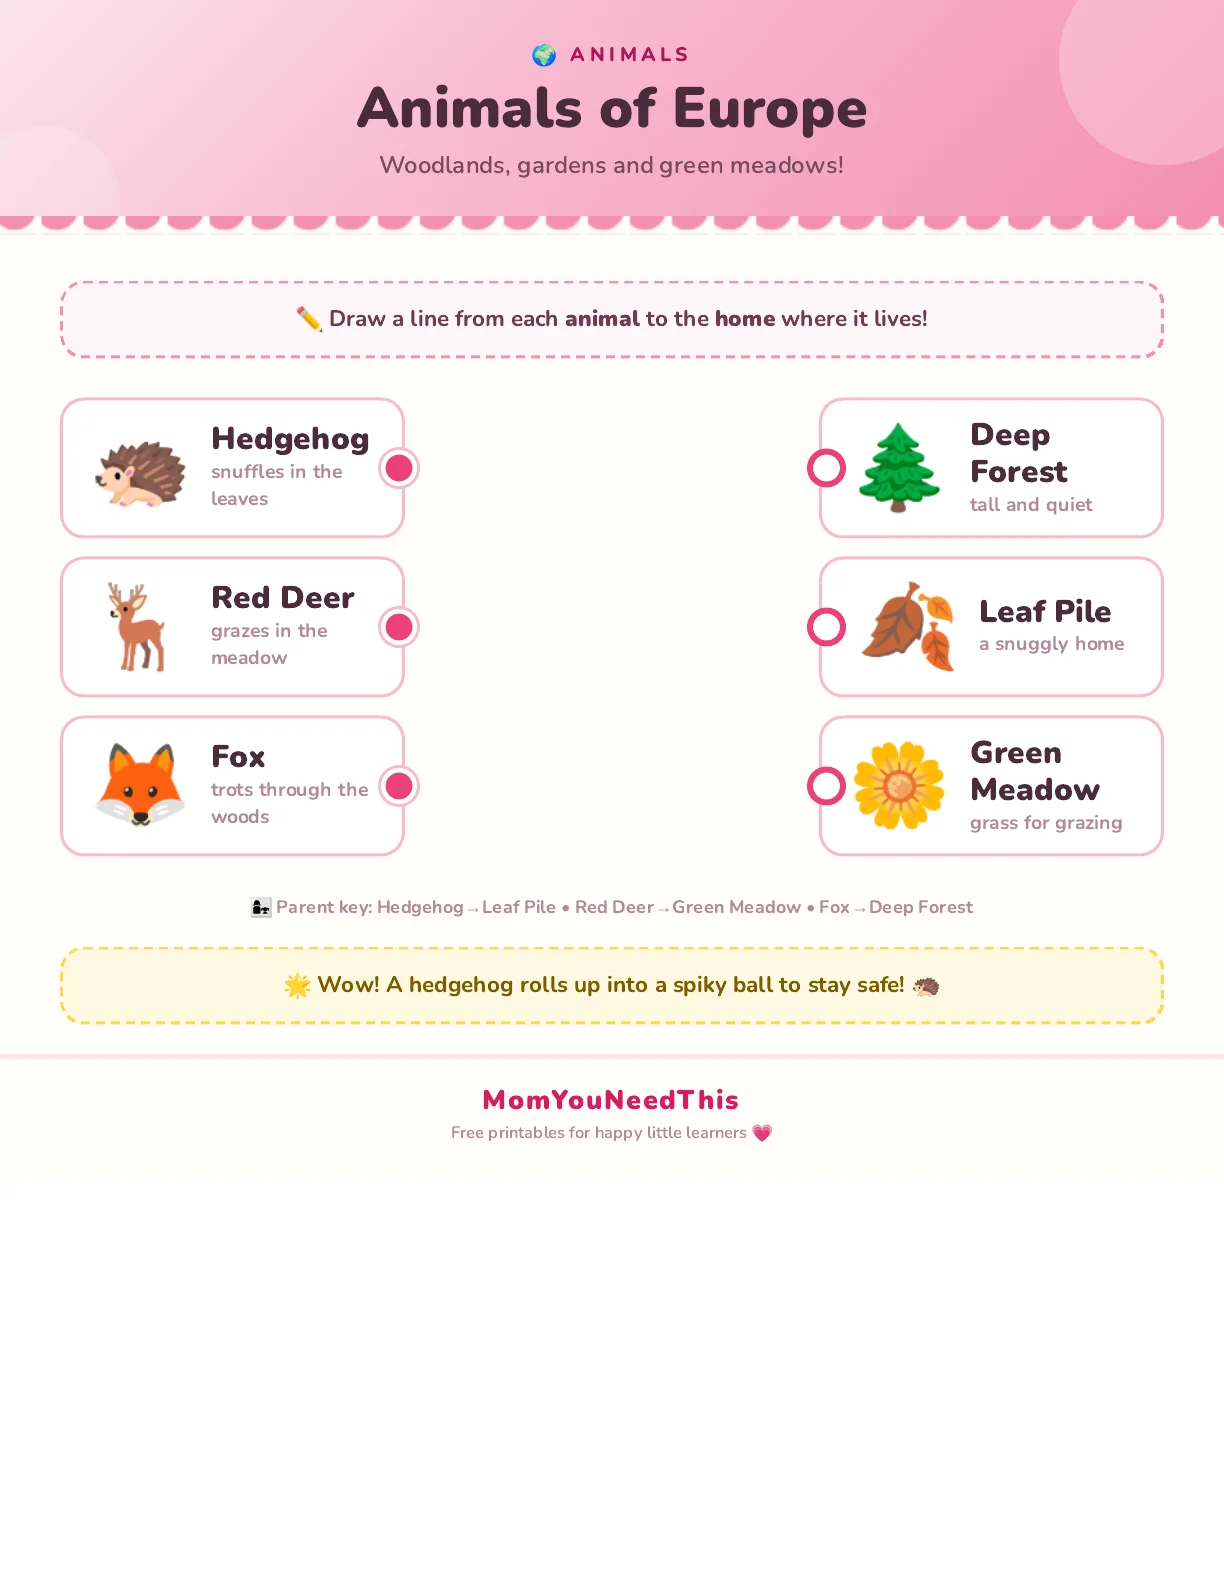 🌍 ANIMALS
Animals of Europe
Woodlands, gardens and green meadows!
✏️ Draw a line from each animal to the home where it lives!
Hedgehog
snuffles in the
leaves
Deep
Forest
tall and quiet
Red Deer
grazes in the
meadow
Leaf Pile
a snuggly home
Fox
trots through the
woods
Green
Meadow
grass for grazing
Parent key: Hedgehog→Leaf Pile • Red Deer→Green Meadow • Fox→Deep Forest
🌟 Wow! A hedgehog rolls up into a spiky ball to stay safe! 🦔
MomYouNeedThis
Free printables for happy little learners 💗